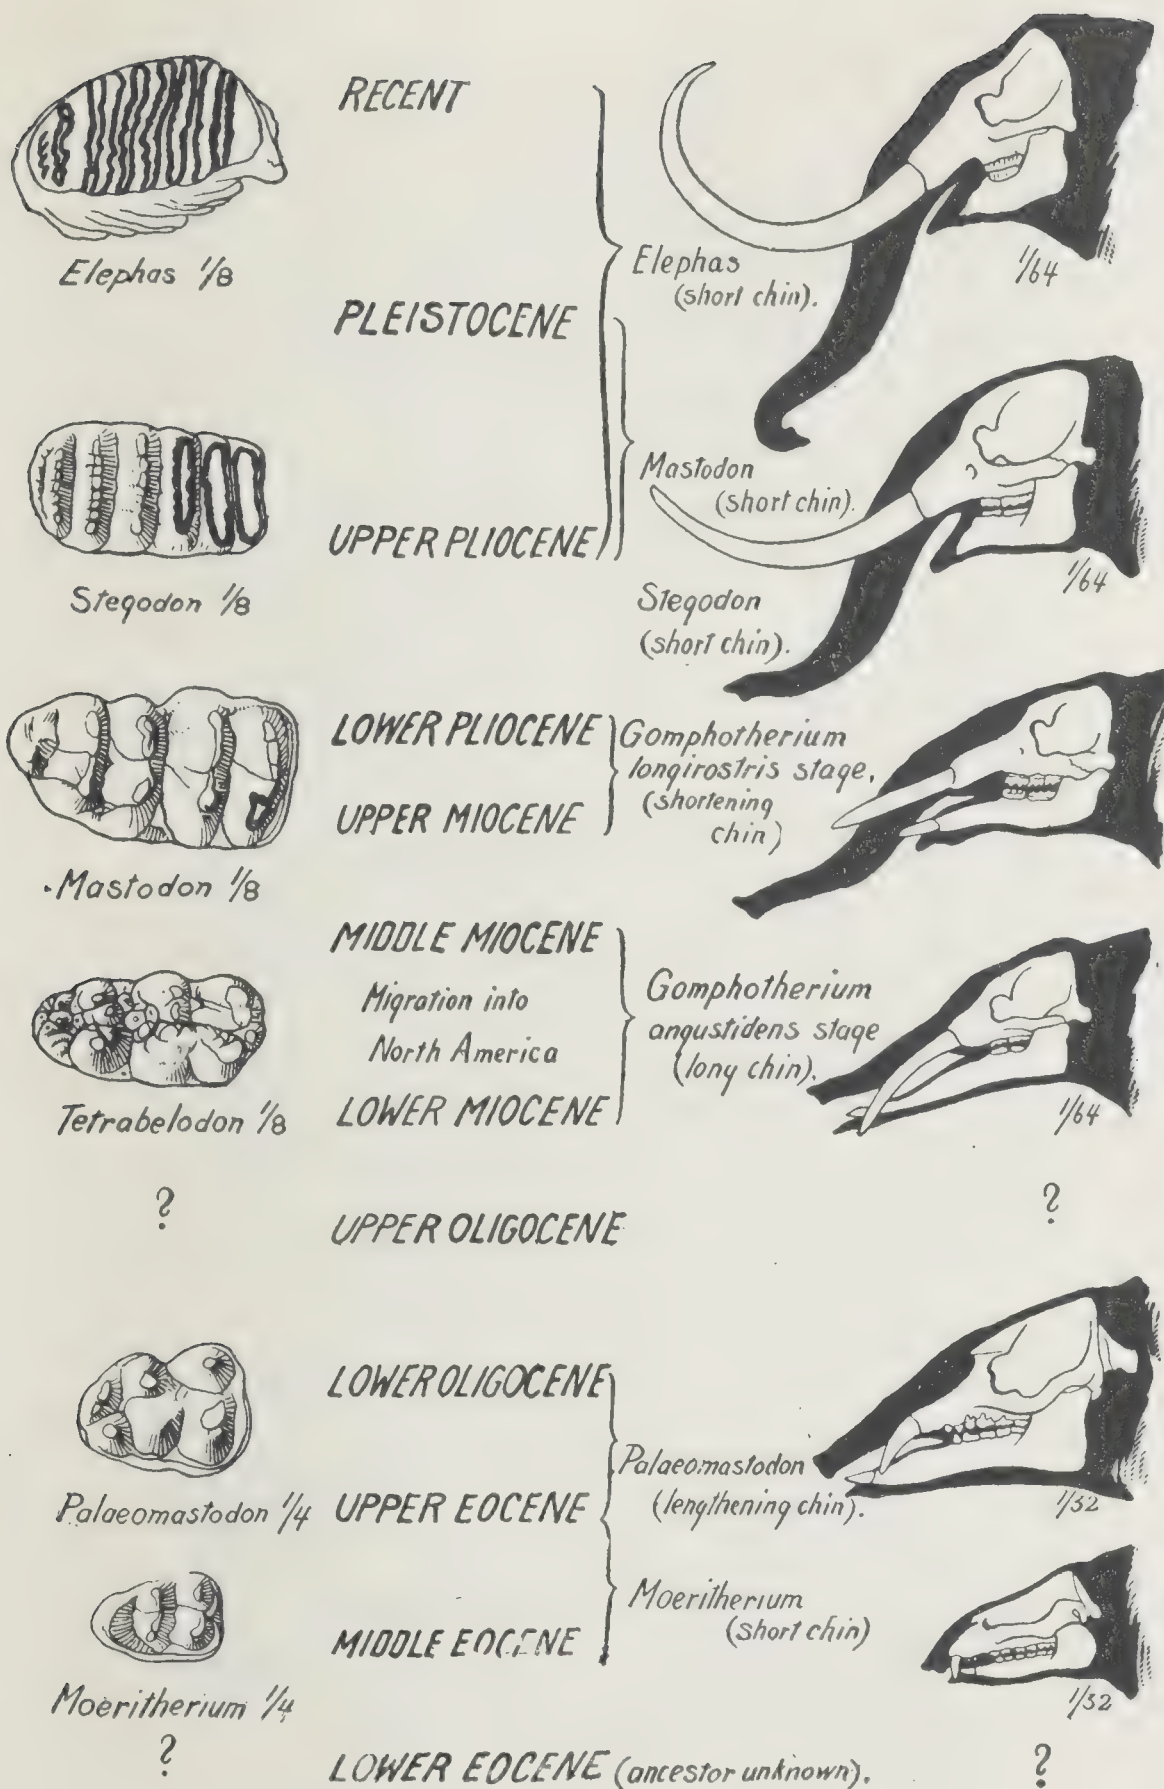 RECENT
Elephas 1/8
Elephas
(short chin).
1/64
PLEISTOCENE
Mastodon
(short chin).
UPPER PLIOCENE
1/64
Stegodon 1/8
Stegodon
(short chin).
LOWER PLIOCENE
Gomphotherium
longirostris stage,
(shortening
chin)
UPPER MIOCENE
Mastodon 1/8
MIDDLE MIOCENE
Migration into
North America
LOWER MIOCENE
Gomphotherium
angustidens stage
(long chin).
1/64
Tetrabelodon 1/8
?
?
UPPER OLIGOCENE
LOWER OLIGOCENE
Palaeomastodon
(lengthening chin).
1/32
Palaeomastodon 1/4
UPPER EOCENE
Moeritherium
(short chin)
MIDDLE EOCENE
1/32
Moeritherium 1/4
?
?
LOWER EOCENE (ancestor unknown).